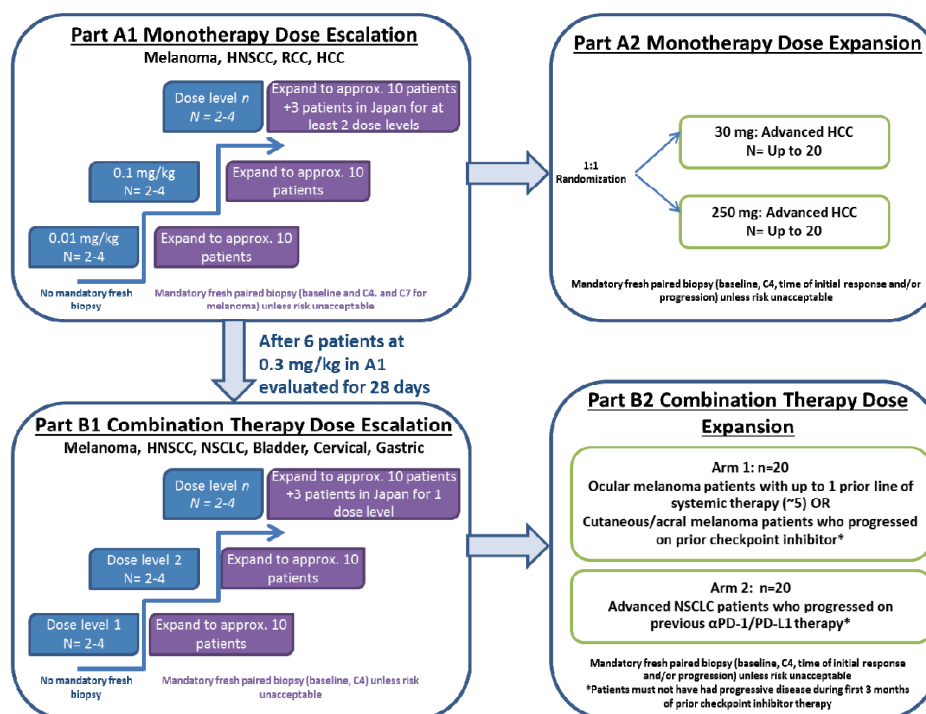 Part A1 Monotherapy Dose Escalation
Melanoma, HNSCC, RCC, HCC
Dose level n
N = 2-4
Expand to approx. 10 patients
+3 patients in Japan for at
least 2 dose levels
0.1 mg/kg
N= 2-4
Expand to approx. 10
patients
0.01 mg/kg
N= 2-4
Expand to approx. 10
patients
No mandatory fresh
biopsy
Mandatory fresh paired biopsy (baseline and C4. and C7 for
melanoma) unless risk unacceptable
Part A2 Monotherapy Dose Expansion
1:1
Randomization
30 mg: Advanced HCC
N= Up to 20
250 mg: Advanced HCC
N= Up to 20
Mandatory fresh paired biopsy (baseline, C4, time of initial response and/or
progression) unless risk unacceptable
After 6 patients at
0.3 mg/kg in A1
evaluated for 28 days
Part B1 Combination Therapy Dose Escalation
Melanoma, HNSCC, NSCLC, Bladder, Cervical, Gastric
Dose level n
N = 2-4
Expand to approx. 10 patients
+3 patients in Japan for 1
dose level
Dose level 2
N= 2-4
Expand to approx. 10
patients
Dose level 1
N= 2-4
Expand to approx. 10
patients
No mandatory fresh
biopsy
Mandatory fresh paired biopsy (baseline, C4) unless risk
unacceptable
Part B2 Combination Therapy Dose
Expansion
Arm 1: n=20
Ocular melanoma patients with up to 1 prior line of
systemic therapy (~5) OR
Cutaneous/acral melanoma patients who progressed
on prior checkpoint inhibitor*
Arm 2: n=20
Advanced NSCLC patients who progressed on
previous αPD-1/PD-L1 therapy*
Mandatory fresh paired biopsy (baseline, C4, time of initial response
and/or progression) unless risk unacceptable
*Patients must not have had progressive disease during first 3 months
of prior checkpoint inhibitor therapy